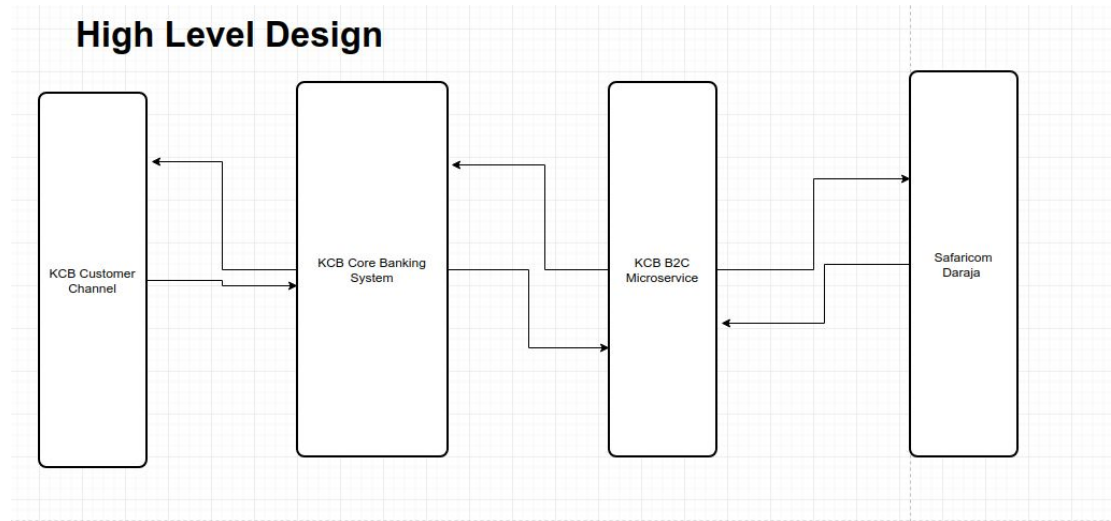 High Level Design
KCB Customer
Channel
KCB Core Banking
System
KCB B2C
Microservice
Safaricom
Daraja